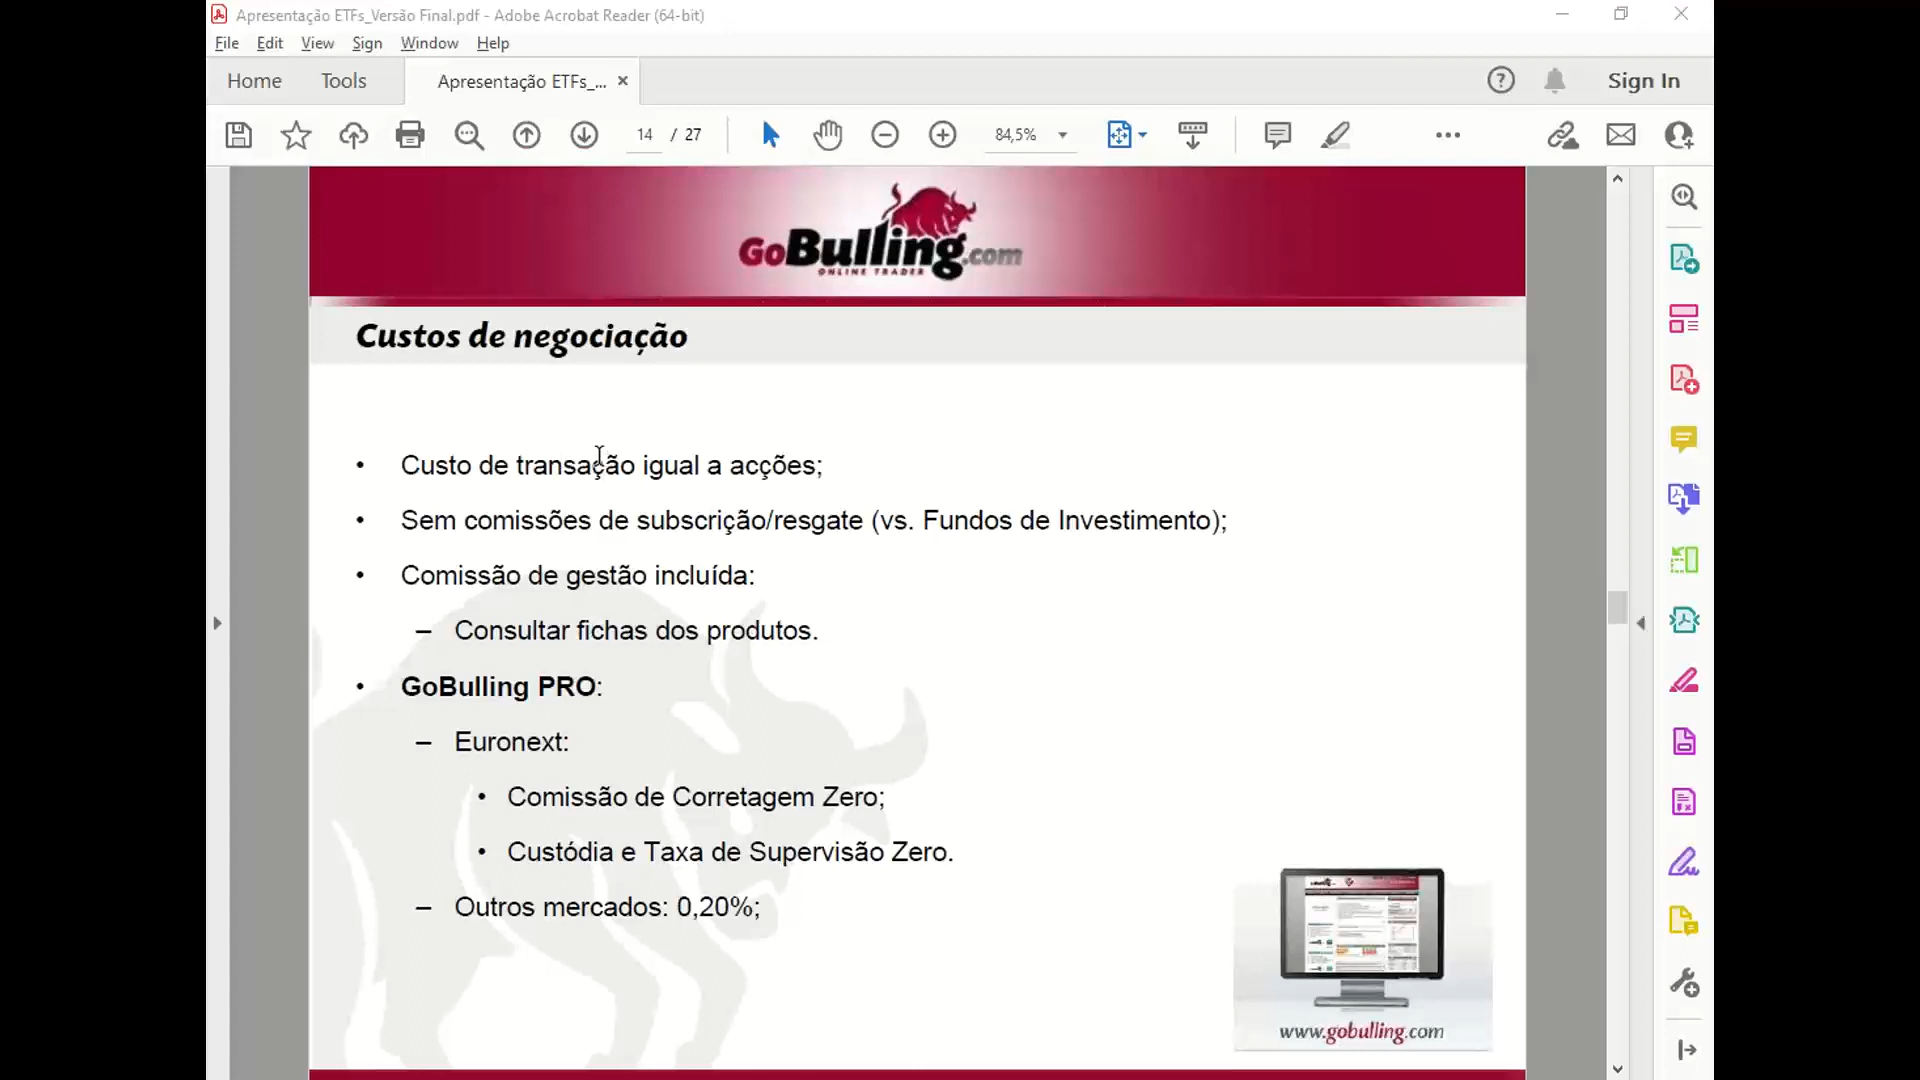 Apresentação ETFs_Versão Final.pdf - Adobe Acrobat Reader (64-bit)
File Edit View Sign Window Help
Home Tools Apresentação ETFs_... × Sign In
14 / 27 84,5%
GoBulling.com
ONLINE TRADER
Custos de negociação
• Custo de transação igual a acções;
• Sem comissões de subscrição/resgate (vs. Fundos de Investimento);
• Comissão de gestão incluída:
– Consultar fichas dos produtos.
• GoBulling PRO:
– Euronext:
• Comissão de Corretagem Zero;
• Custódia e Taxa de Supervisão Zero.
– Outros mercados: 0,20%;
www.gobulling.com